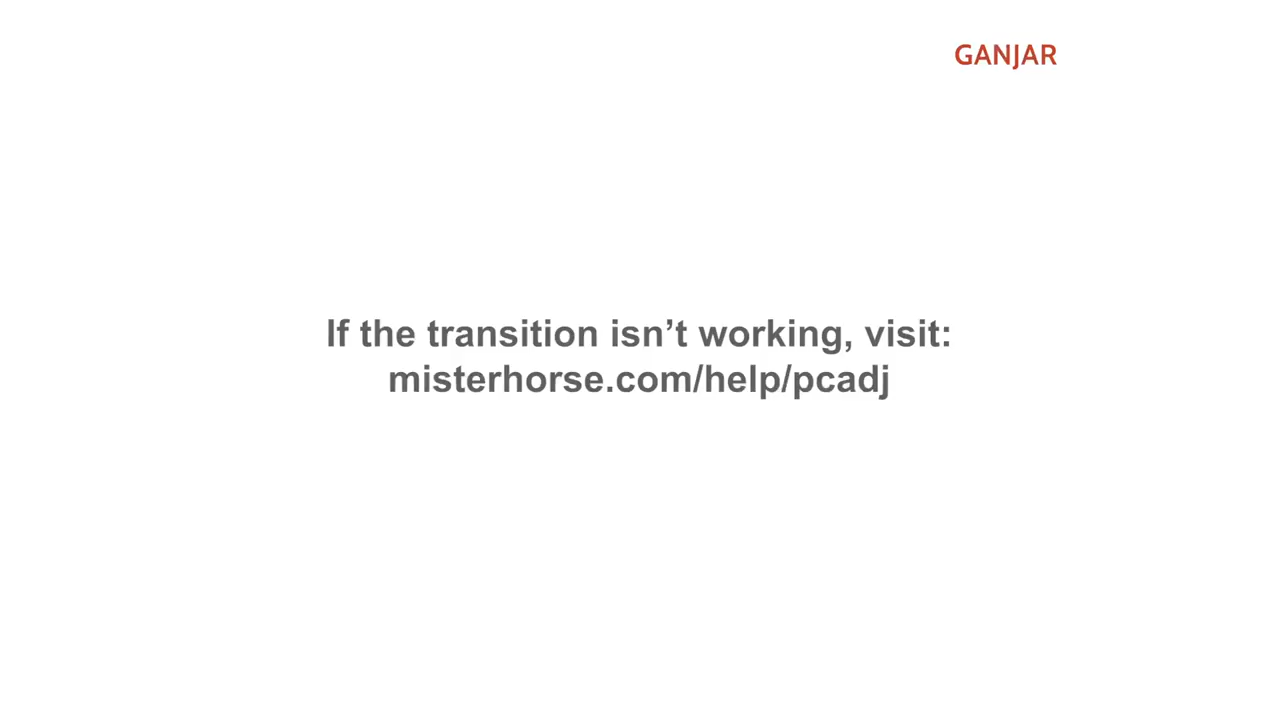 GANJAR
If the transition isn’t working, visit:
misterhorse.com/help/pcadj